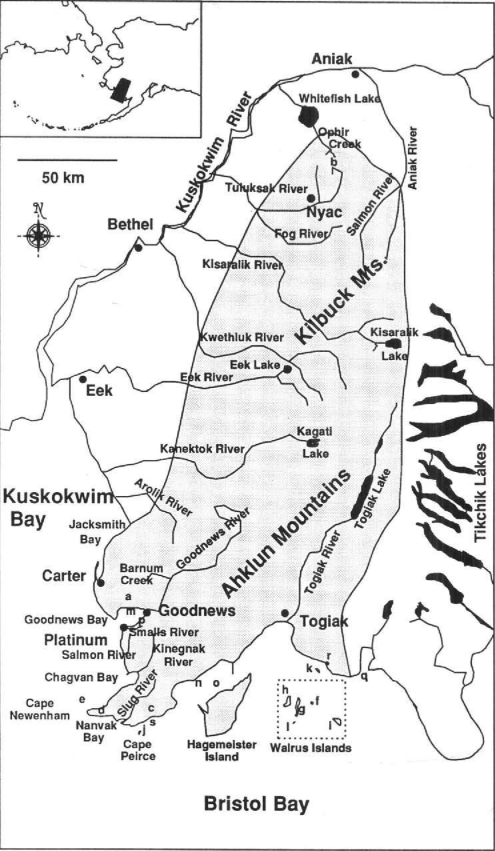 Aniak
Whitefish Lake
Ophir
Creek
b
Kuskokwim River
Aniak River
50 km
N
Tuluksak River
Nyac
Salmon River
Bethel
Fog River
Kisaralik River
Kilbuck Mts.
Kwethluk River
Kisaralik
Lake
Eek Lake
Eek River
Eek
Kagati
Lake
Kanektok River
Togiak Lake
Tikchik Lakes
Kuskokwim
Bay
Arolik River
Ahklun Mountains
Jacksmith
Bay
Goodnews River
Togiak River
Barnum
Creek
Carter
a
m
Goodnews
Goodnews Bay
p
Togiak
Smalls River
Platinum
Salmon River
Kinegnak
River
Chagvan Bay
r
k
q
n
o
l
Slug River
e
d
c
s
j
Cape
Newenham
Nanvak
Bay
Cape
Peirce
Hagemeister
Island
h
g
f
l
i
Walrus Islands
Bristol Bay